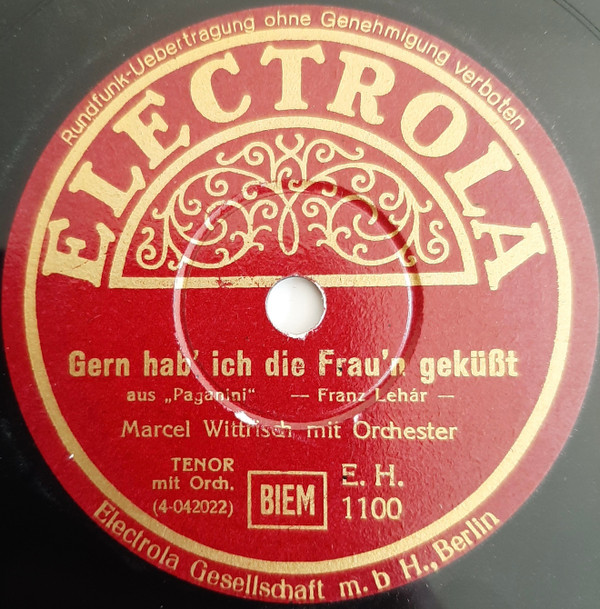 Rundfunk-Uebertragung ohne Genehmigung verboten
ELECTROLA
Gern hab' ich die Frau'n geküßt
aus „Paganini“ — Franz Lehár —
Marcel Wittrisch mit Orchester
TENOR
mit Orch.
(4-042022)
BIEM
E. H.
1100
Electrola Gesellschaft m. b H., Berlin